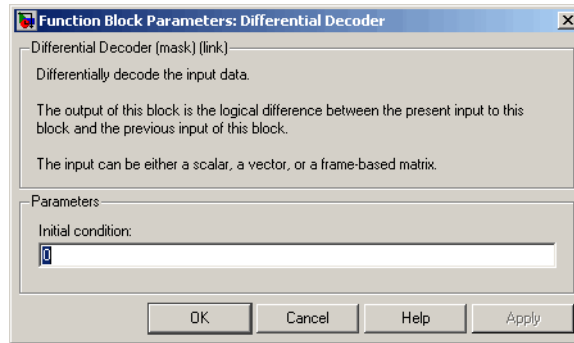 Function Block Parameters: Differential Decoder
Differential Decoder (mask) (link)
Differentially decode the input data.
The output of this block is the logical difference between the present input to this
block and the previous input of this block.
The input can be either a scalar, a vector, or a frame-based matrix.
Parameters
Initial condition:
0
OK Cancel Help Apply